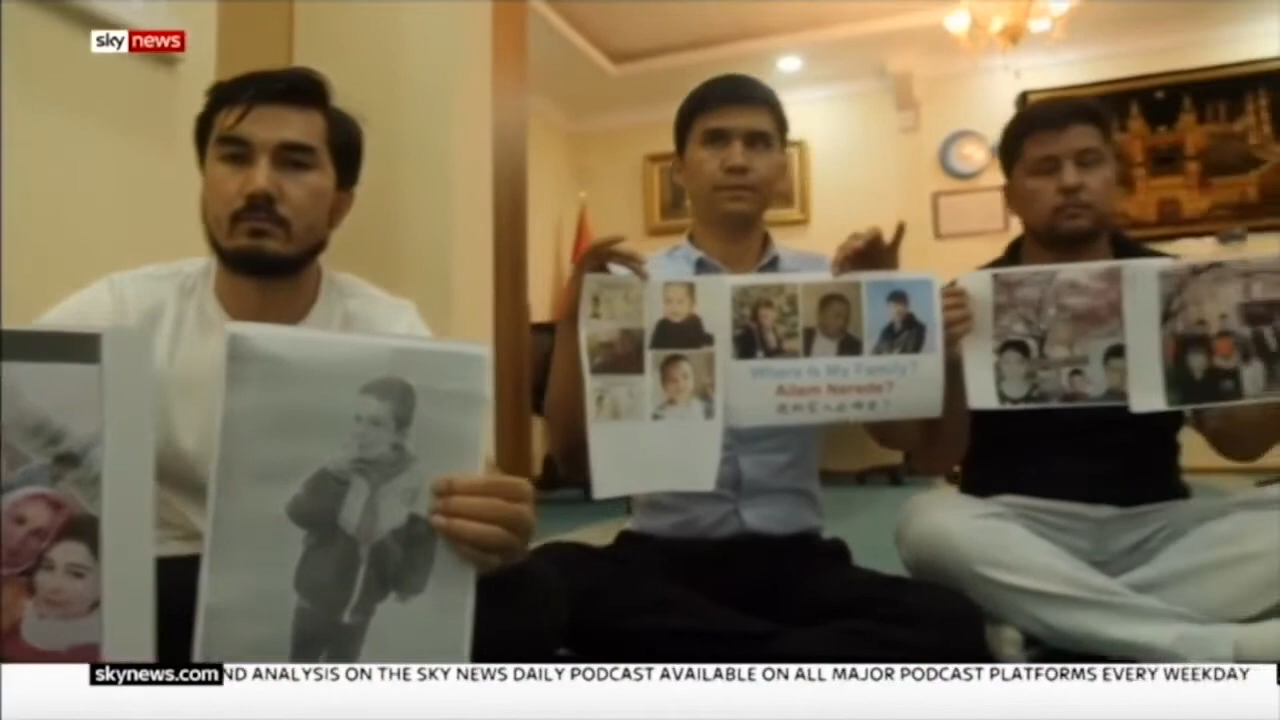 sky news
Where Is My Family?
Ailem Nerede?
skynews.com ND ANALYSIS ON THE SKY NEWS DAILY PODCAST AVAILABLE ON ALL MAJOR PODCAST PLATFORMS EVERY WEEKDAY